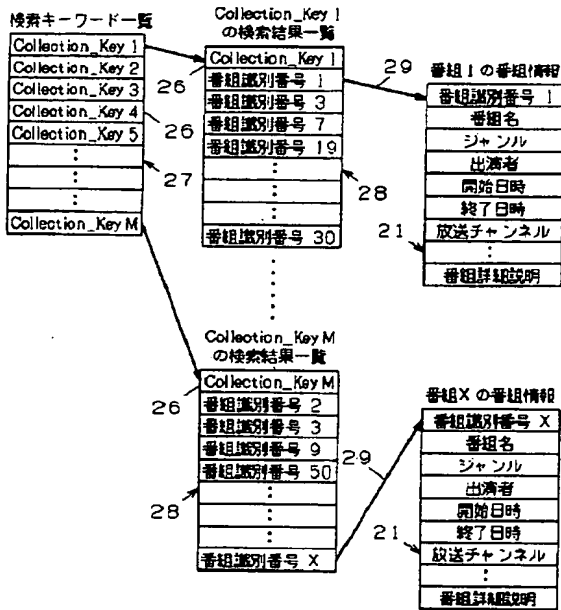 検索キーワード一覧
Collection_Key 1
Collection_Key 2
Collection_Key 3
Collection_Key 4
Collection_Key 5
⋮
Collection_Key M
26
26
27
Collection_Key 1
の検索結果一覧
Collection_Key 1
番組識別番号 1
番組識別番号 3
番組識別番号 7
番組識別番号 19
⋮
番組識別番号 30
28
29
番組1の番組情報
番組識別番号 1
番組名
ジャンル
出演者
開始日時
終了日時
放送チャンネル
⋮
番組詳細説明
21
Collection_Key M
の検索結果一覧
Collection_Key M
番組識別番号 2
番組識別番号 3
番組識別番号 9
番組識別番号 50
⋮
番組識別番号 X
26
28
29
番組Xの番組情報
番組識別番号 X
番組名
ジャンル
出演者
開始日時
終了日時
放送チャンネル
⋮
番組詳細説明
21